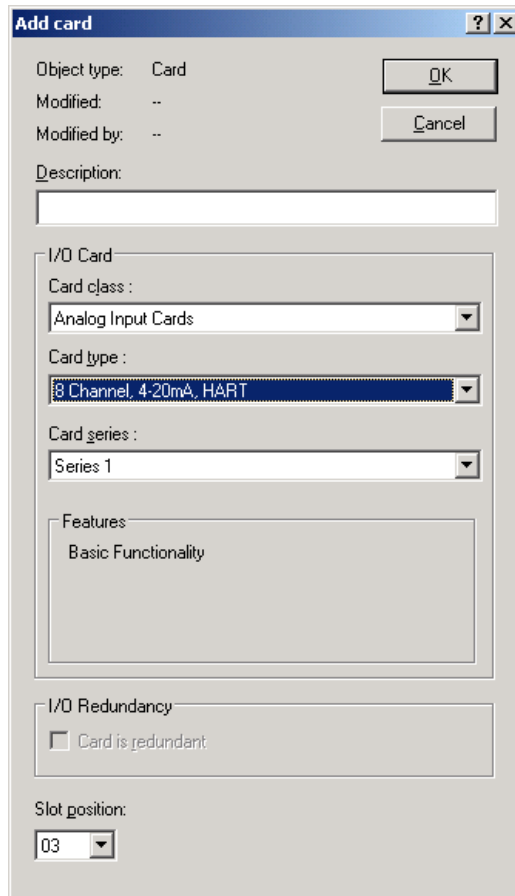 Add card
Object type: Card
OK
Modified: --
Cancel
Modified by: --
Description:
I/O Card
Card class :
Analog Input Cards
Card type :
8 Channel, 4-20mA, HART
Card series :
Series 1
Features
Basic Functionality
I/O Redundancy
Card is redundant
Slot position:
03